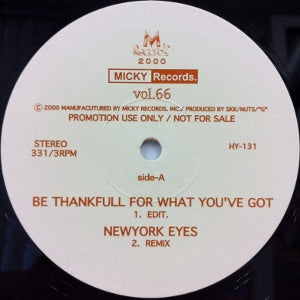 M
2000
MICKY Records.
vol.66
© 2000 MANUFACUTURED BY MICKY RECORDS. INC./ PRODUCED BY SKK/NUTS/"G"
PROMOTION USE ONLY / NOT FOR SALE
STEREO
331/3RPM
HY-131
side-A
BE THANKFULL FOR WHAT YOU'VE GOT
1. EDIT.
NEWYORK EYES
2. REMIX